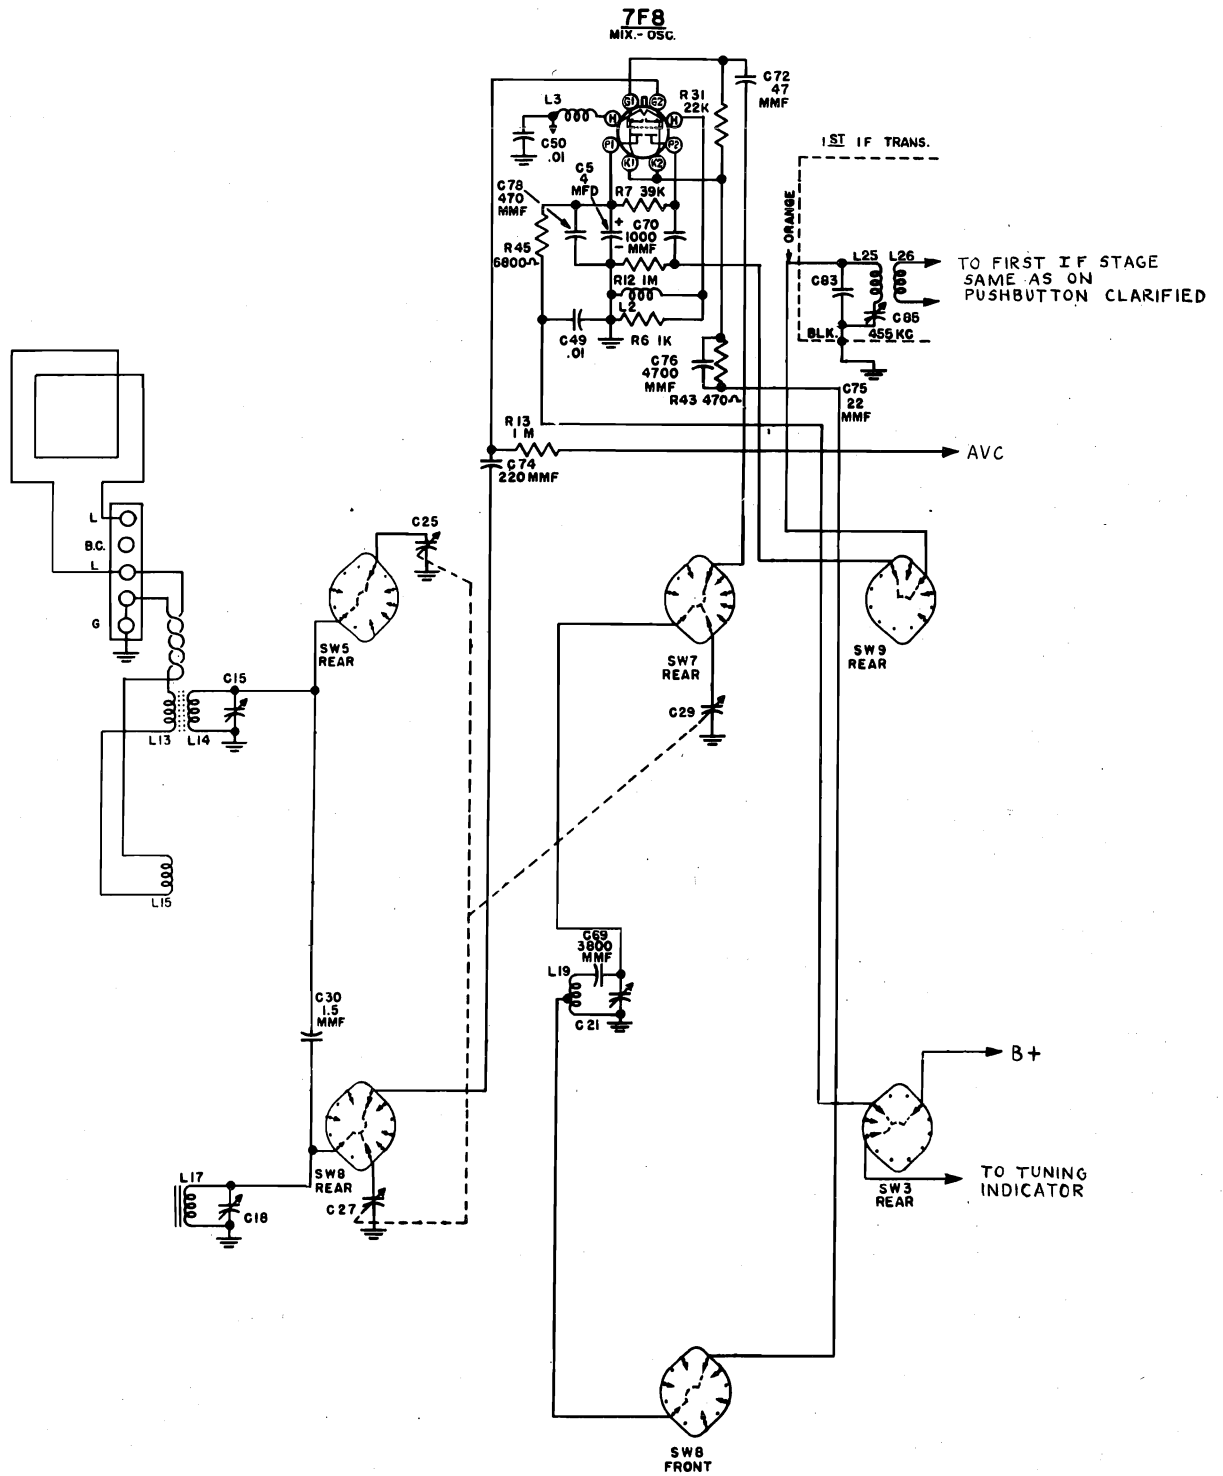 7F8
MIX.-OSC.
C72
47
MMF
R31
22K
L3
G1
G2
H
H
C50
.01
P1
P2
K1
K2
1ST IF TRANS.
C5
4
MFD
C78
470
MMF
R7 39K
+
-
C70
1000
MMF
ORANGE
R45
6800
L25
L26
TO FIRST IF STAGE
SAME AS ON
PUSHBUTTON CLARIFIED
R12 1M
C83
L2
C85
BLK.
455KC
C49
.01
R6 1K
C76
4700
MMF
R43 470
C75
22
MMF
R13
1 M
AVC
C74
220 MMF
L
B.C.
L
G
C25
SW5
REAR
SW7
REAR
SW9
REAR
C15
C29
L13
L14
L15
C69
3800
MMF
L19
C21
C30
1.5
MMF
B+
SW8
REAR
L17
C18
C27
TO TUNING
INDICATOR
SW3
REAR
SW8
FRONT